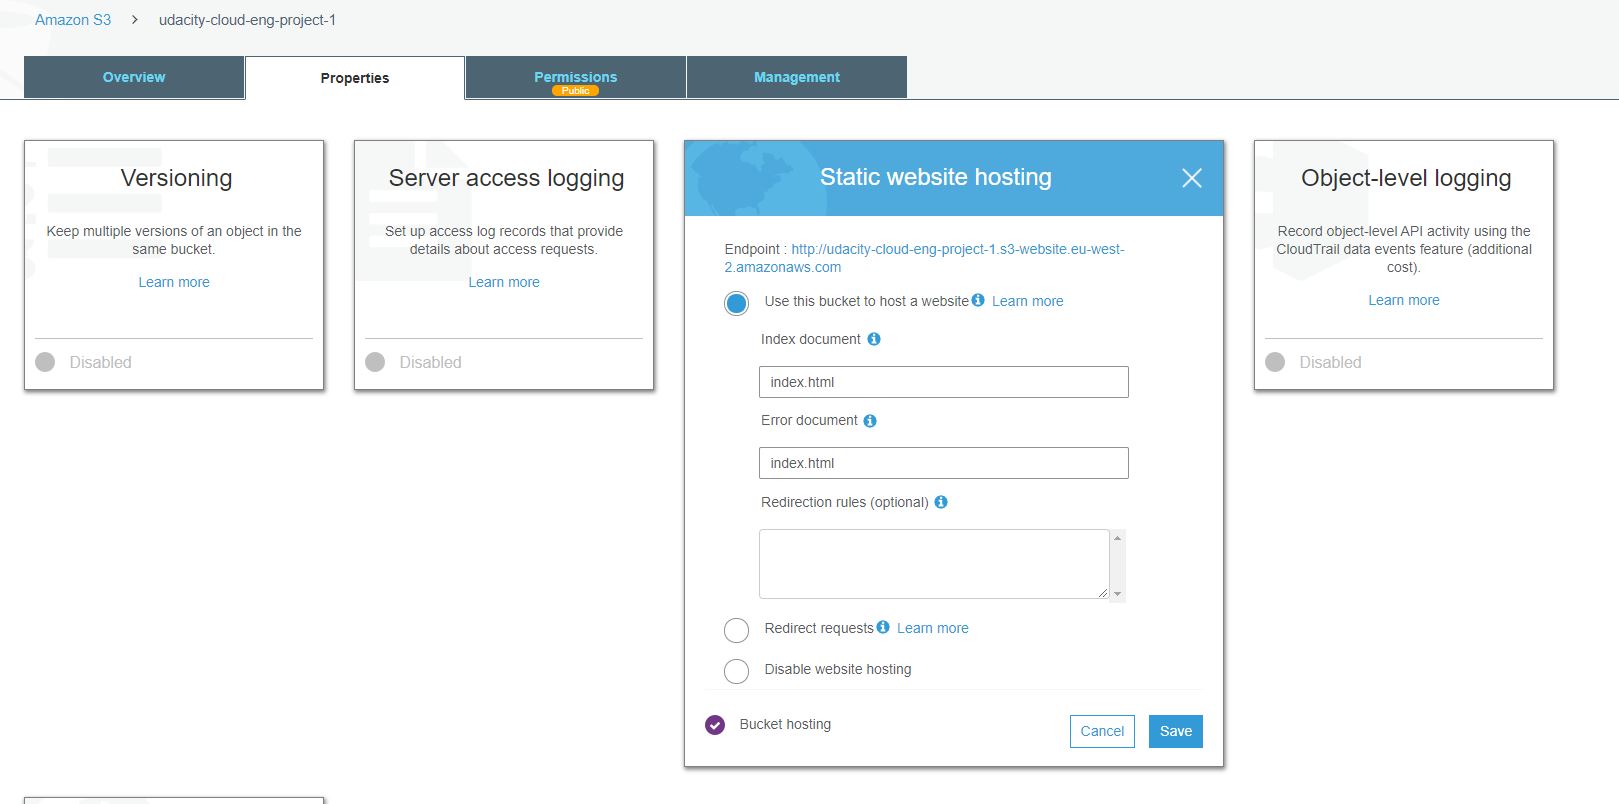 Amazon S3 > udacity-cloud-eng-project-1
Overview
Properties
Permissions
Public
Management
Versioning
Keep multiple versions of an object in the
same bucket.
Learn more
Disabled
Server access logging
Set up access log records that provide
details about access requests.
Learn more
Disabled
Static website hosting
Endpoint : http://udacity-cloud-eng-project-1.s3-website.eu-west-
2.amazonaws.com
Use this bucket to host a website Learn more
Index document
index.html
Error document
index.html
Redirection rules (optional)
Redirect requests Learn more
Disable website hosting
Bucket hosting
Cancel
Save
Object-level logging
Record object-level API activity using the
CloudTrail data events feature (additional
cost).
Learn more
Disabled